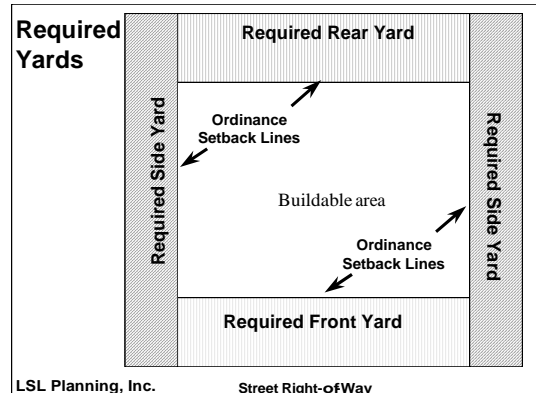 Required
Yards
Required Rear Yard
Ordinance
Setback Lines
Required Side Yard
Buildable area
Required Side Yard
Ordinance
Setback Lines
Required Front Yard
LSL Planning, Inc.
Street Right-of-Way